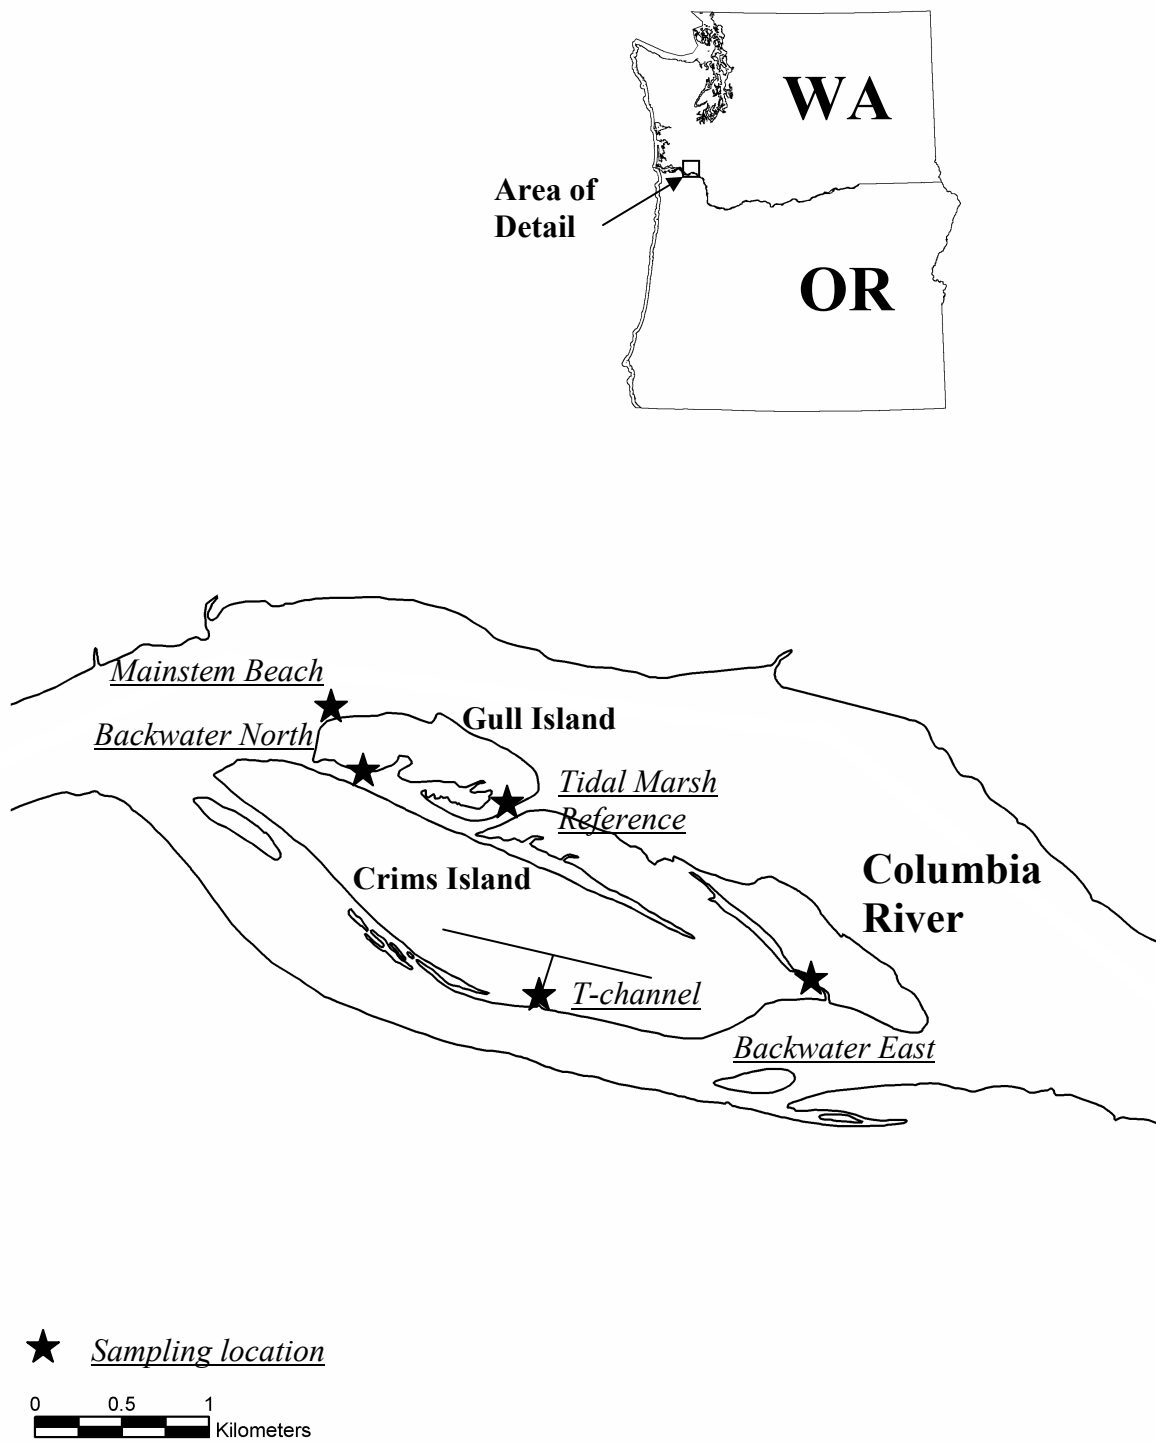 WA
Area of
Detail
OR
Mainstem Beach
Gull Island
Backwater North
Tidal Marsh
Reference
Columbia
River
Crims Island
T-channel
Backwater East
Sampling location
0 0.5 1
Kilometers